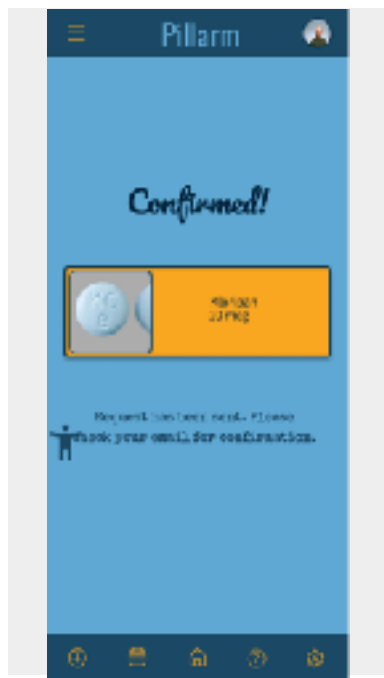 Pillarm
Confirmed!
Request has been sent. Please
check your email for confirmation.